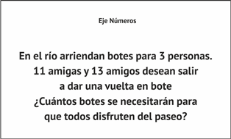 Eje Números
En el río arriendan botes para 3 personas.
11 amigas y 13 amigos desean salir
a dar una vuelta en bote
¿Cuántos botes se necesitarán para
que todos disfruten del paseo?